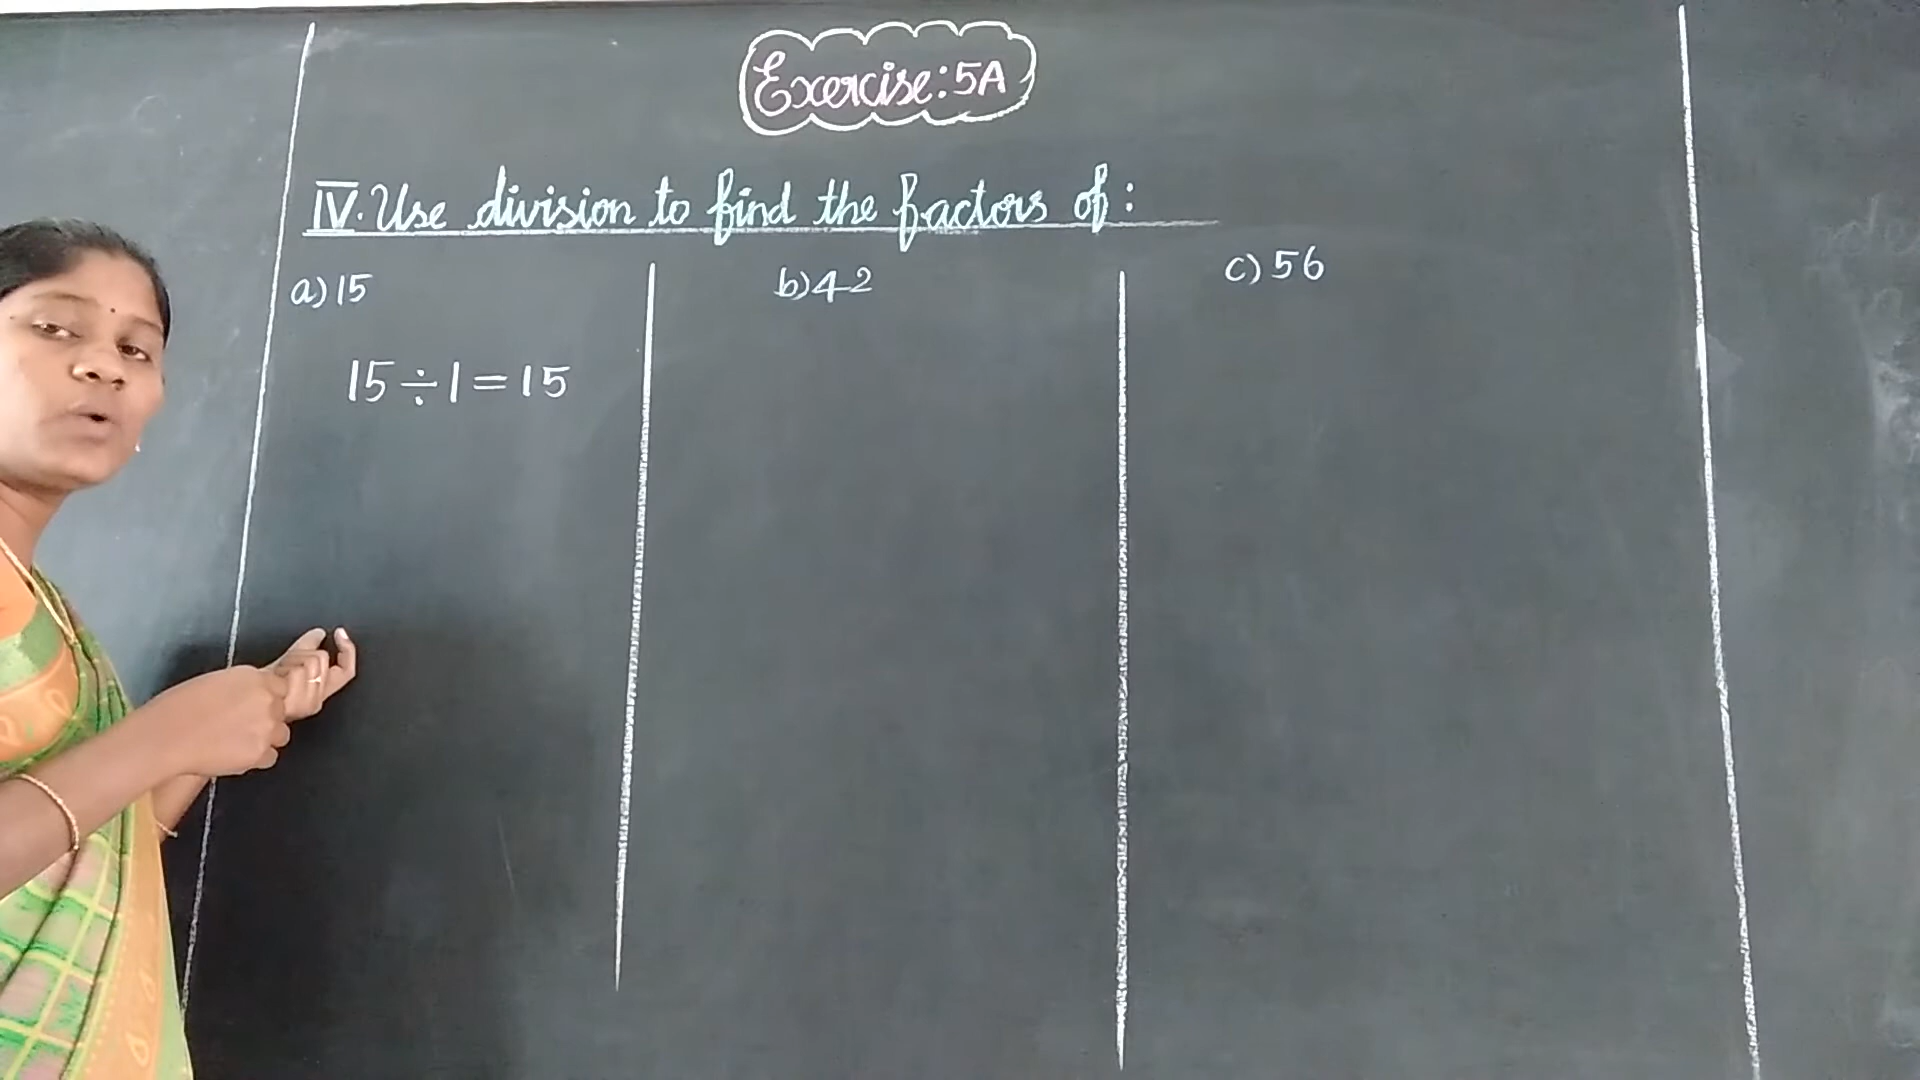 Exercise: 5A
IV. Use division to find the factors of:
a) 15
15 ÷ 1 = 15
b) 42
c) 56